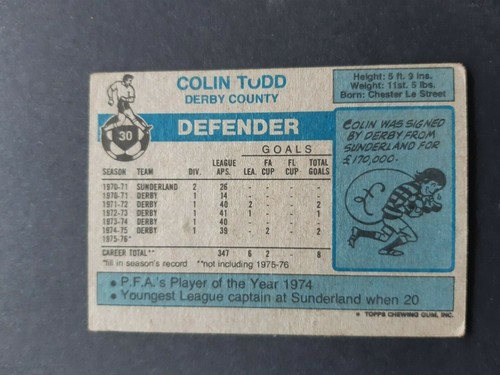 COLIN TODD
DERBY COUNTY
Height: 5 ft. 9 ins.
Weight: 11st. 5 lbs.
Born: Chester Le Street
30
DEFENDER
GOALS
SEASON TEAM DIV. LEAGUE APS. LEA. FA CUP FL CUP TOTAL GOALS
1970-71 SUNDERLAND 2 26 - - - -
1970-71 DERBY 1 14 - - - -
1971-72 DERBY 1 40 2 - - 2
1972-73 DERBY 1 41 1 - - 1
1973-74 DERBY 1 40 - - - -
1974-75 DERBY 1 39 - 2 - 2
1975-76*
CAREER TOTAL** 347 6 2 - 8
*fill in season's record **not including 1975-76
COLIN WAS SIGNED
BY DERBY FROM
SUNDERLAND FOR
£170,000.
£
• P.F.A.'s Player of the Year 1974
• Youngest League captain at Sunderland when 20
* TOPPS CHEWING GUM, INC.